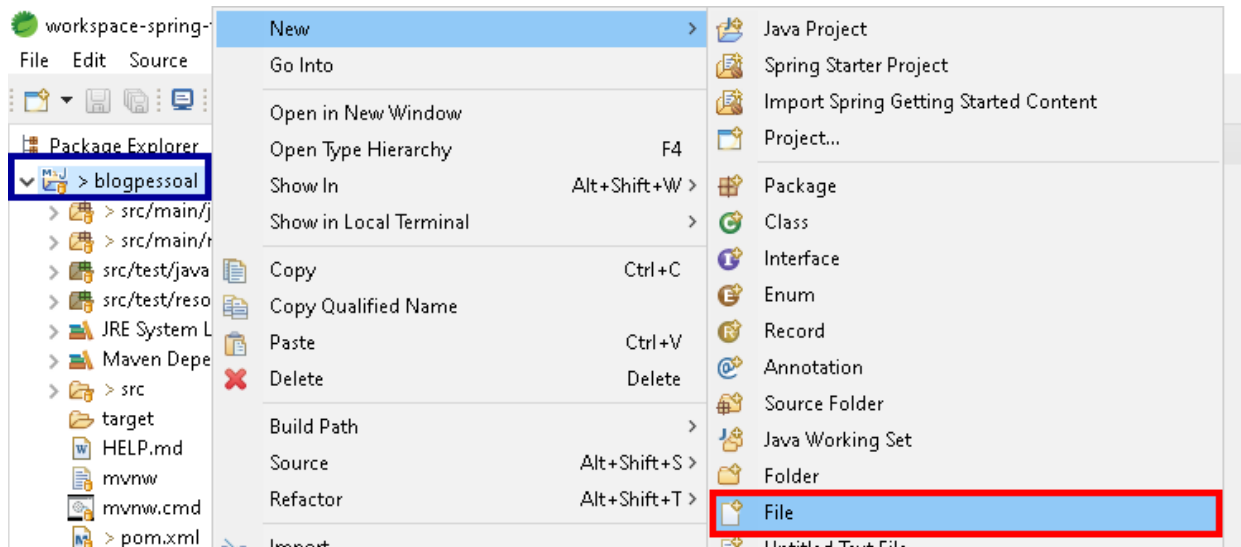 workspace-spring-
File Edit Source
Package Explorer
> blogpessoal
> src/main/j
> src/main/r
src/test/java
src/test/reso
JRE System L
Maven Depe
> src
target
HELP.md
mvnw
mvnw.cmd
> pom.xml
New
Go Into
Open in New Window
Open Type Hierarchy F4
Show In Alt+Shift+W >
Show in Local Terminal
Copy Ctrl+C
Copy Qualified Name
Paste Ctrl+V
Delete Delete
Build Path
Source Alt+Shift+S >
Refactor Alt+Shift+T >
Import
Java Project
Spring Starter Project
Import Spring Getting Started Content
Project...
Package
Class
Interface
Enum
Record
Annotation
Source Folder
Java Working Set
Folder
File
Untitled Text File